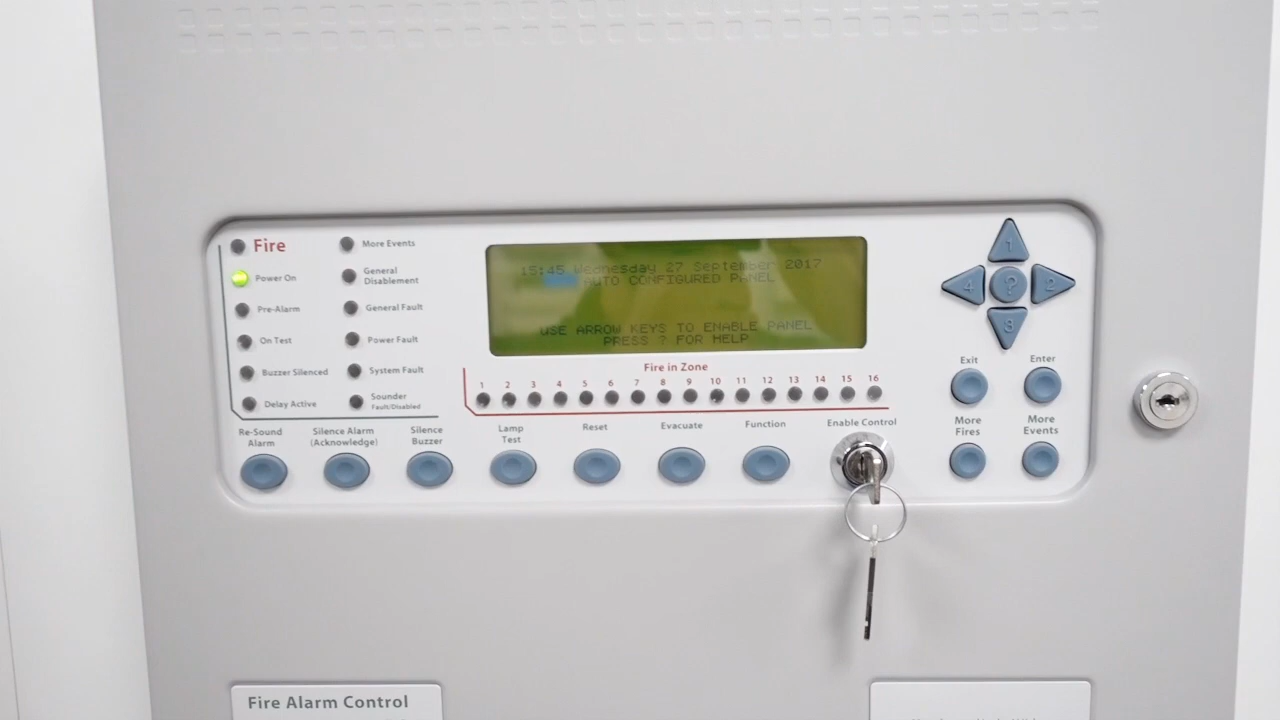 Fire
Power On
Pre-Alarm
On Test
Buzzer Silenced
Delay Active
More Events
General
Disablement
General Fault
Power Fault
System Fault
Sounder
Fault/Disabled
15:45 Wednesday 27 September 2017
AUTO CONFIGURED PANEL
USE ARROW KEYS TO ENABLE PANEL
PRESS ? FOR HELP
Fire in Zone
1 2 3 4 5 6 7 8 9 10 11 12 13 14 15 16
1
4 ? 2
3
Exit
Enter
More
Fires
More
Events
Re-Sound
Alarm
Silence Alarm
(Acknowledge)
Silence
Buzzer
Lamp
Test
Reset
Evacuate
Function
Enable Control
Fire Alarm Control